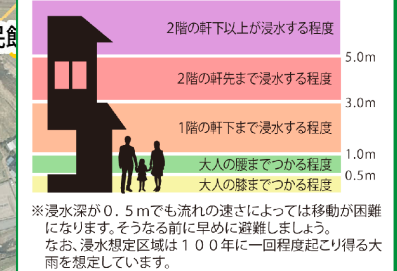 民館
2階の軒下以上が浸水する程度
5.0m
2階の軒先まで浸水する程度
3.0m
1階の軒下まで浸水する程度
1.0m
大人の腰までつかる程度
0.5m
大人の膝までつかる程度
※浸水深が０.５ｍでも流れの速さによっては移動が困難
になります。そうなる前に早めに避難しましょう。
なお、浸水想定区域は１００年に一回程度起こり得る大
雨を想定しています。